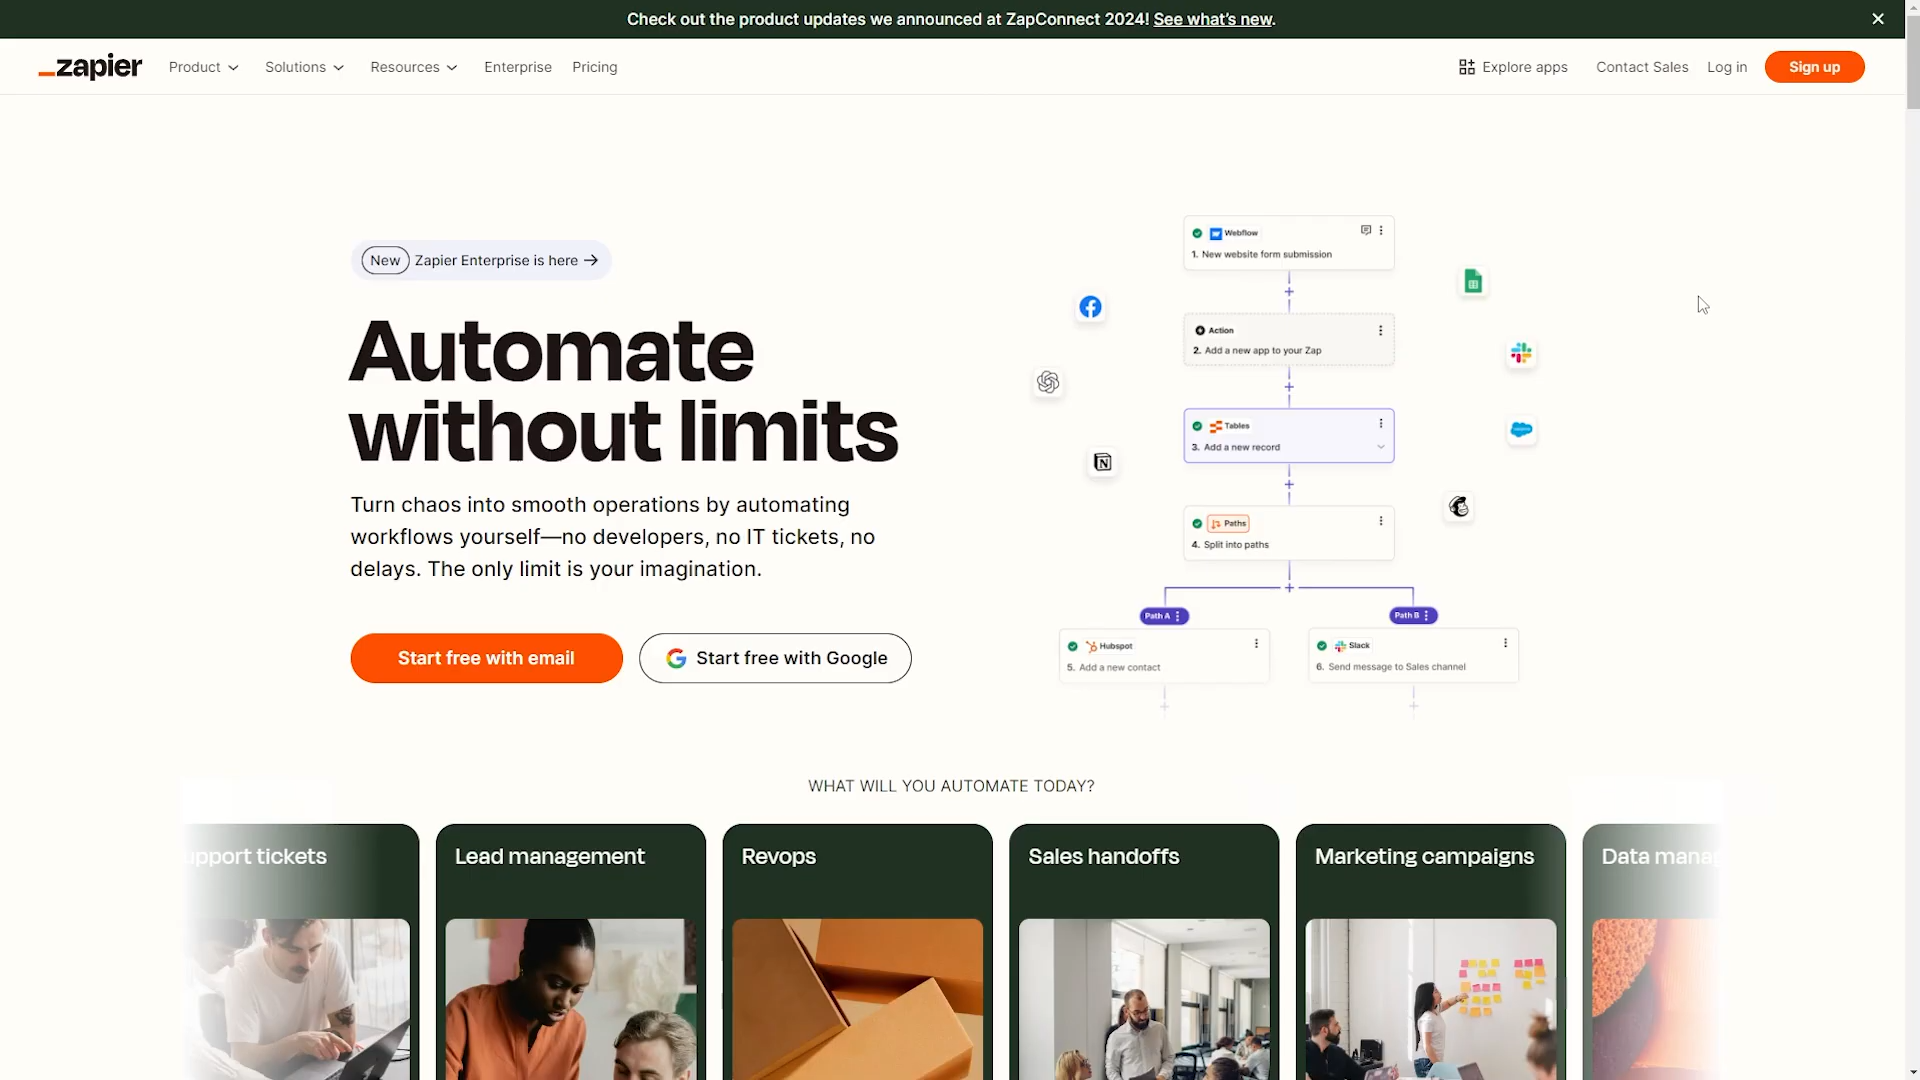 Check out the product updates we announced at ZapConnect 2024! See what's new.
zapier
Product
Solutions
Resources
Enterprise
Pricing
Explore apps
Contact Sales
Log in
Sign up
New
Zapier Enterprise is here →
Automate
without limits
Turn chaos into smooth operations by automating
workflows yourself—no developers, no IT tickets, no
delays. The only limit is your imagination.
Start free with email
Start free with Google
Webflow
1. New website form submission
Action
2. Add a new app to your Zap
Tables
3. Add a new record
Paths
4. Split into paths
Path A
Path B
Hubspot
5. Add a new contact
Slack
6. Send message to Sales channel
WHAT WILL YOU AUTOMATE TODAY?
upport tickets
Lead management
Revops
Sales handoffs
Marketing campaigns
Data manag